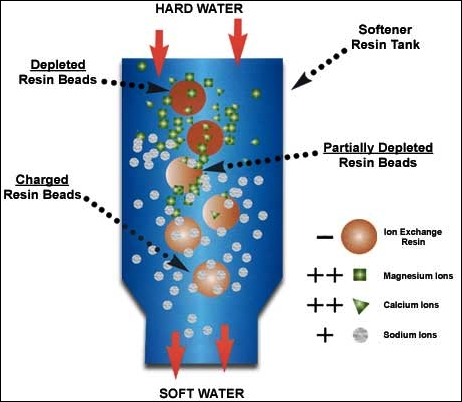 HARD WATER
Softener
Resin Tank
Depleted
Resin Beads
Partially Depleted
Resin Beads
Charged
Resin Beads
− Ion Exchange
Resin
++ Magnesium Ions
++ Calcium Ions
+ Sodium Ions
SOFT WATER